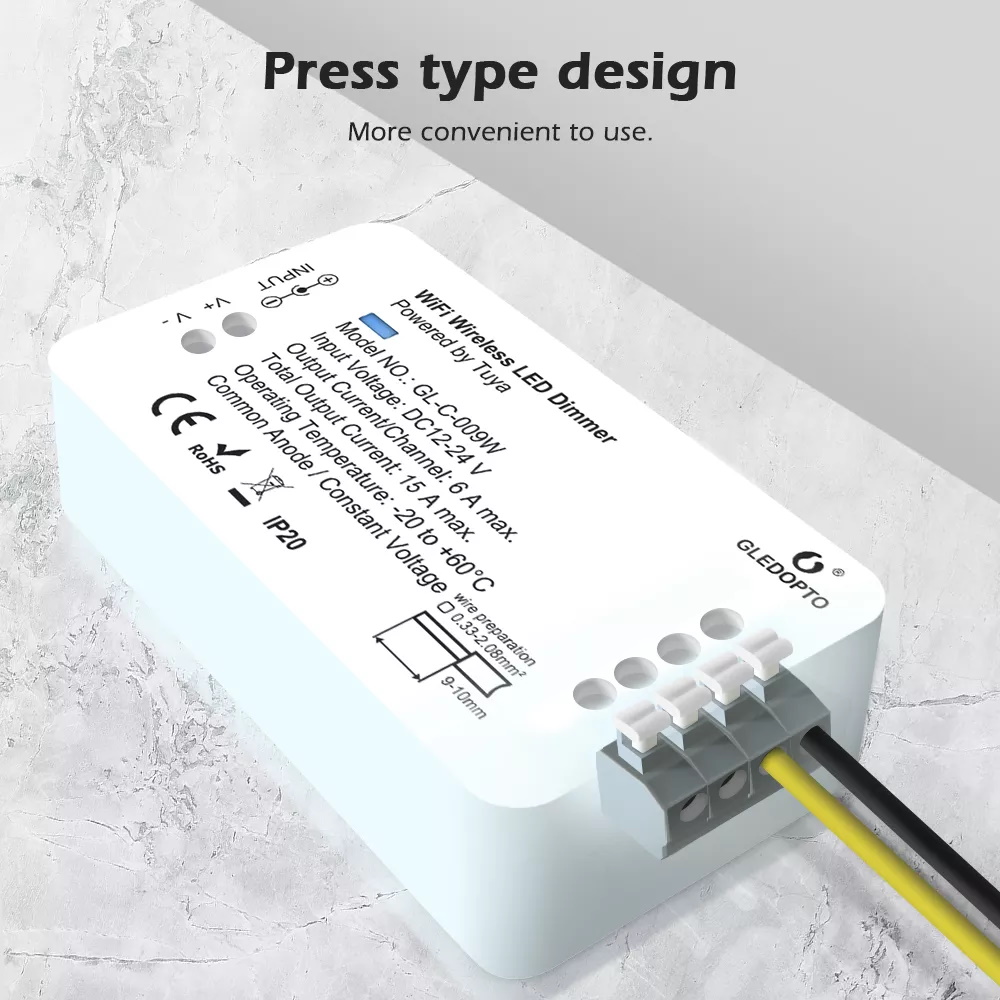 Press type design
More convenient to use.
INPUT
V+
V -
WiFi Wireless LED Dimmer
Powered by Tuya
Model NO.: GL-C-009W
Input Voltage: DC12-24 V
Output Current/Channel: 6 A max.
Total Output Current: 15 A max.
Operating Temperature: -20 to +60°C
Common Anode / Constant Voltage
CE
RoHS
IP20
wire preparation
0.33-2.08mm²
9-10mm
GLEDOPTO ®